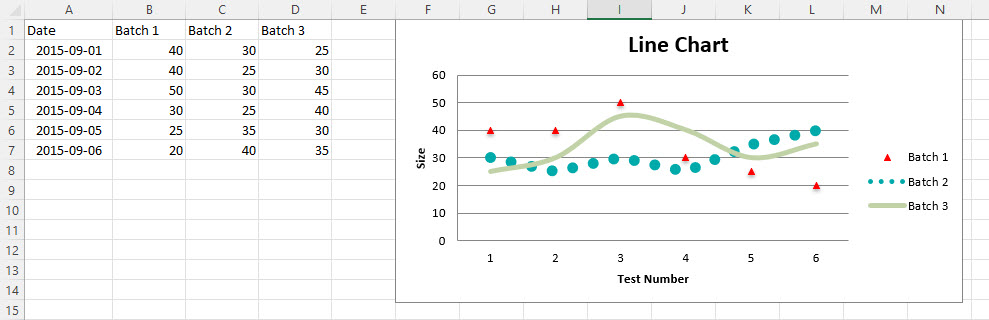 A B C D E F G H I J K L M N
1 Date Batch 1 Batch 2 Batch 3
2 2015-09-01 40 30 25
3 2015-09-02 40 25 30
4 2015-09-03 50 30 45
5 2015-09-04 30 25 40
6 2015-09-05 25 35 30
7 2015-09-06 20 40 35
8
9
10
11
12
13
14
15
Line Chart
60
50
40
30
20
10
0
Size
1 2 3 4 5 6
Test Number
Batch 1
Batch 2
Batch 3